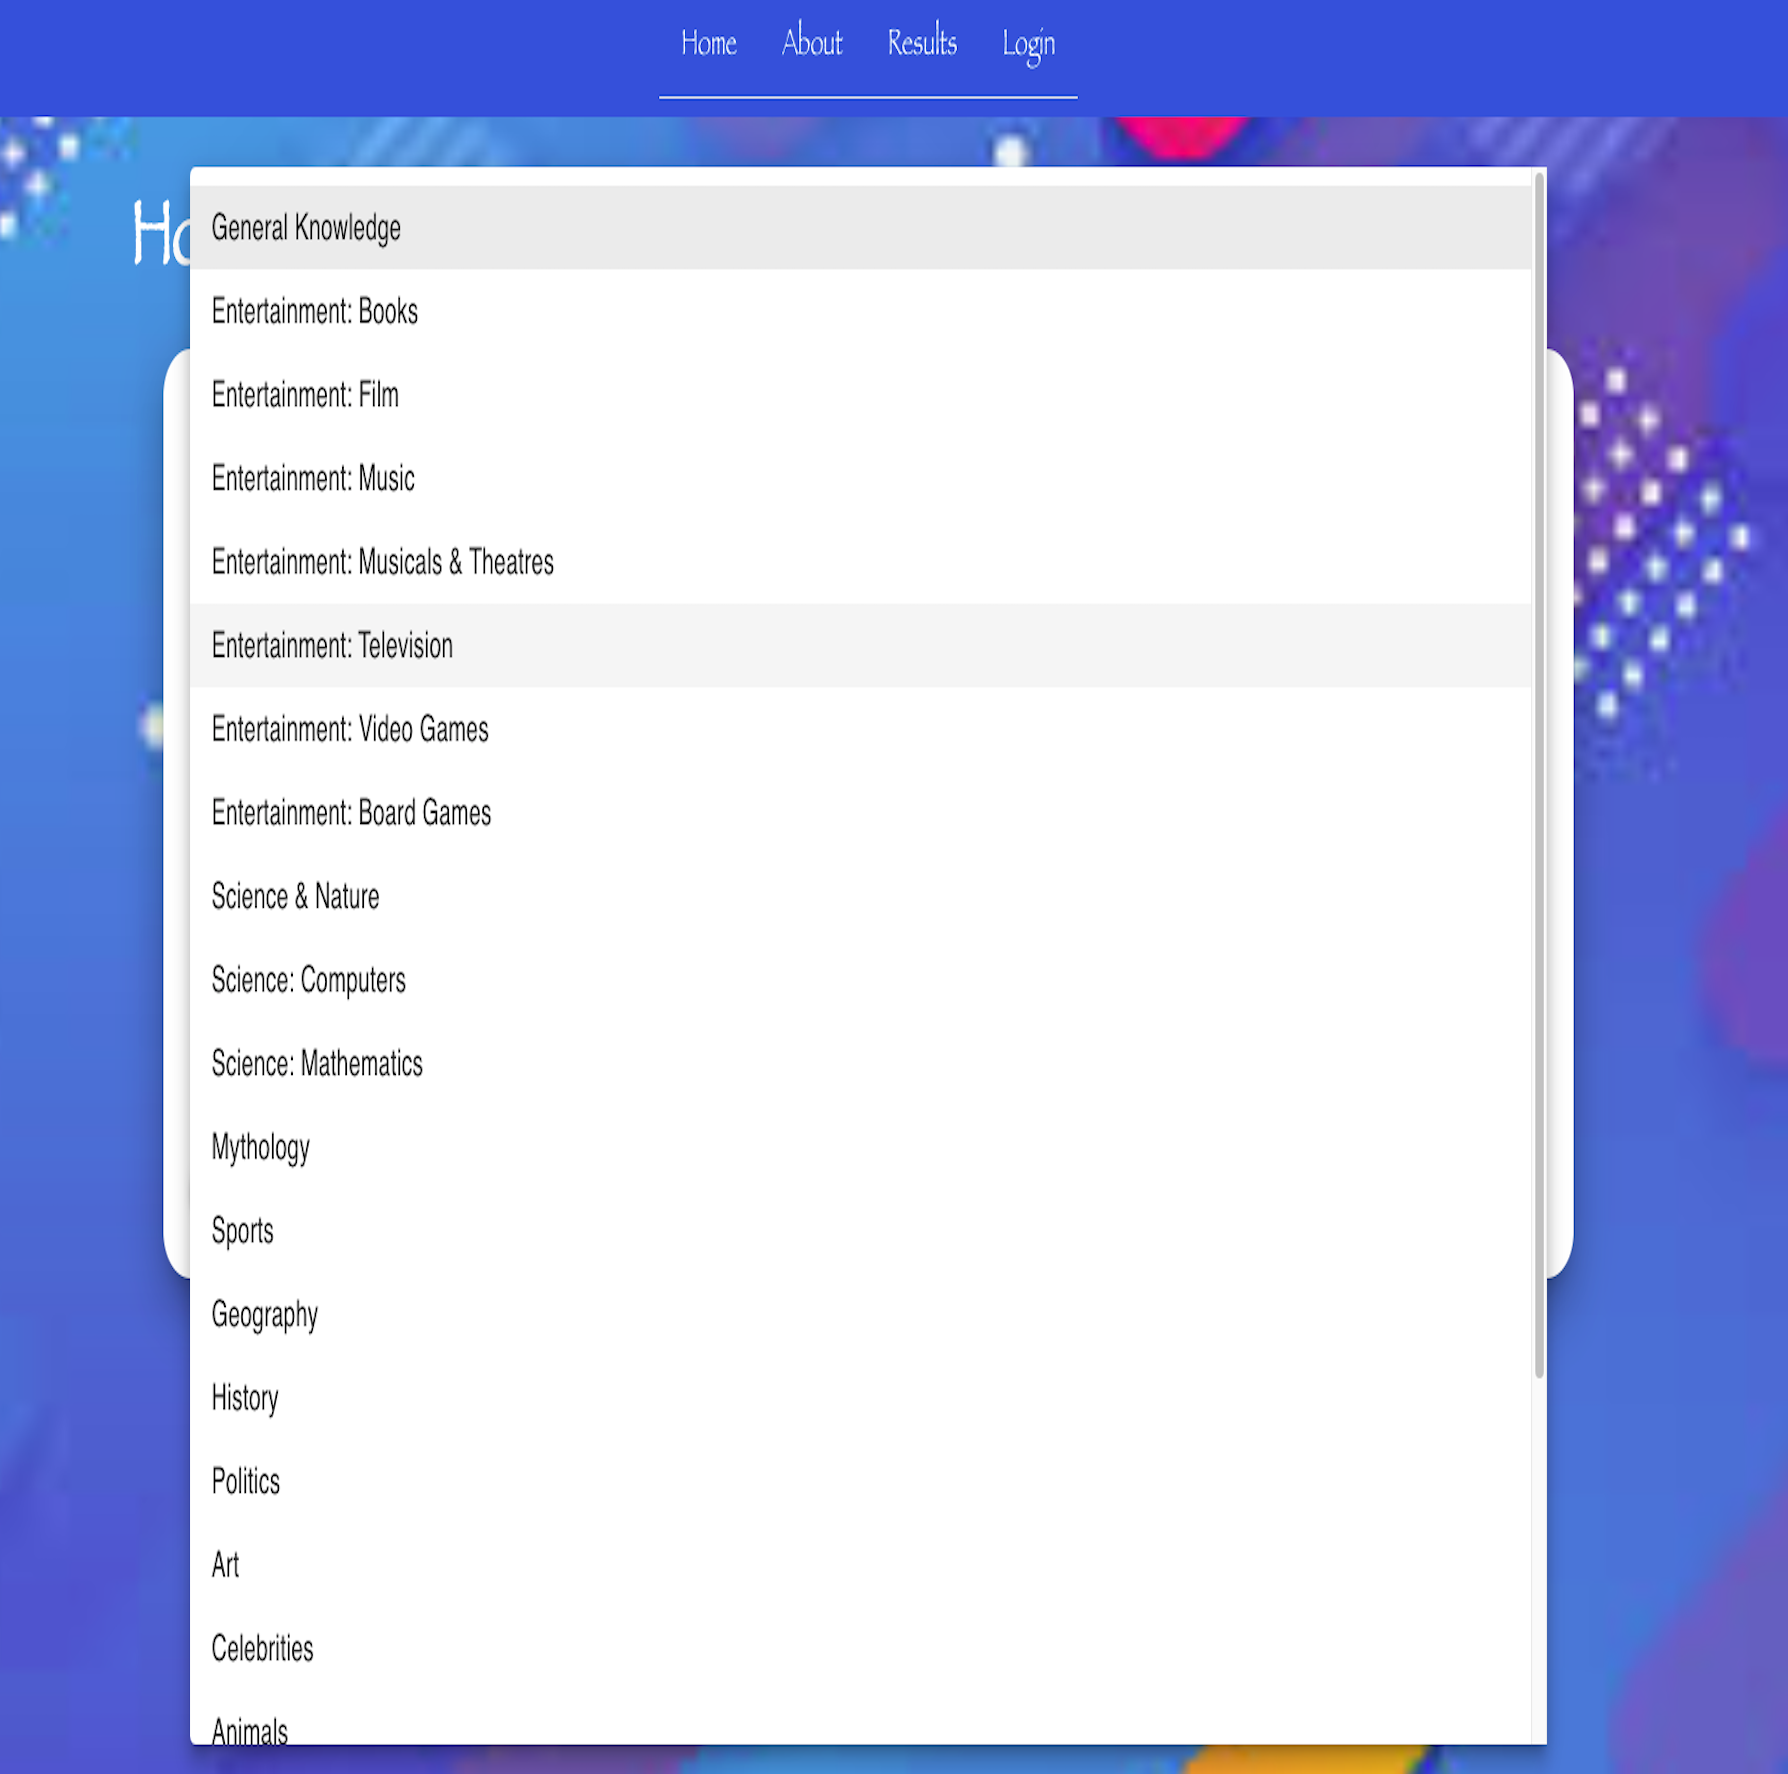 Home About Results Login
General Knowledge
Entertainment: Books
Entertainment: Film
Entertainment: Music
Entertainment: Musicals & Theatres
Entertainment: Television
Entertainment: Video Games
Entertainment: Board Games
Science & Nature
Science: Computers
Science: Mathematics
Mythology
Sports
Geography
History
Politics
Art
Celebrities
Animals